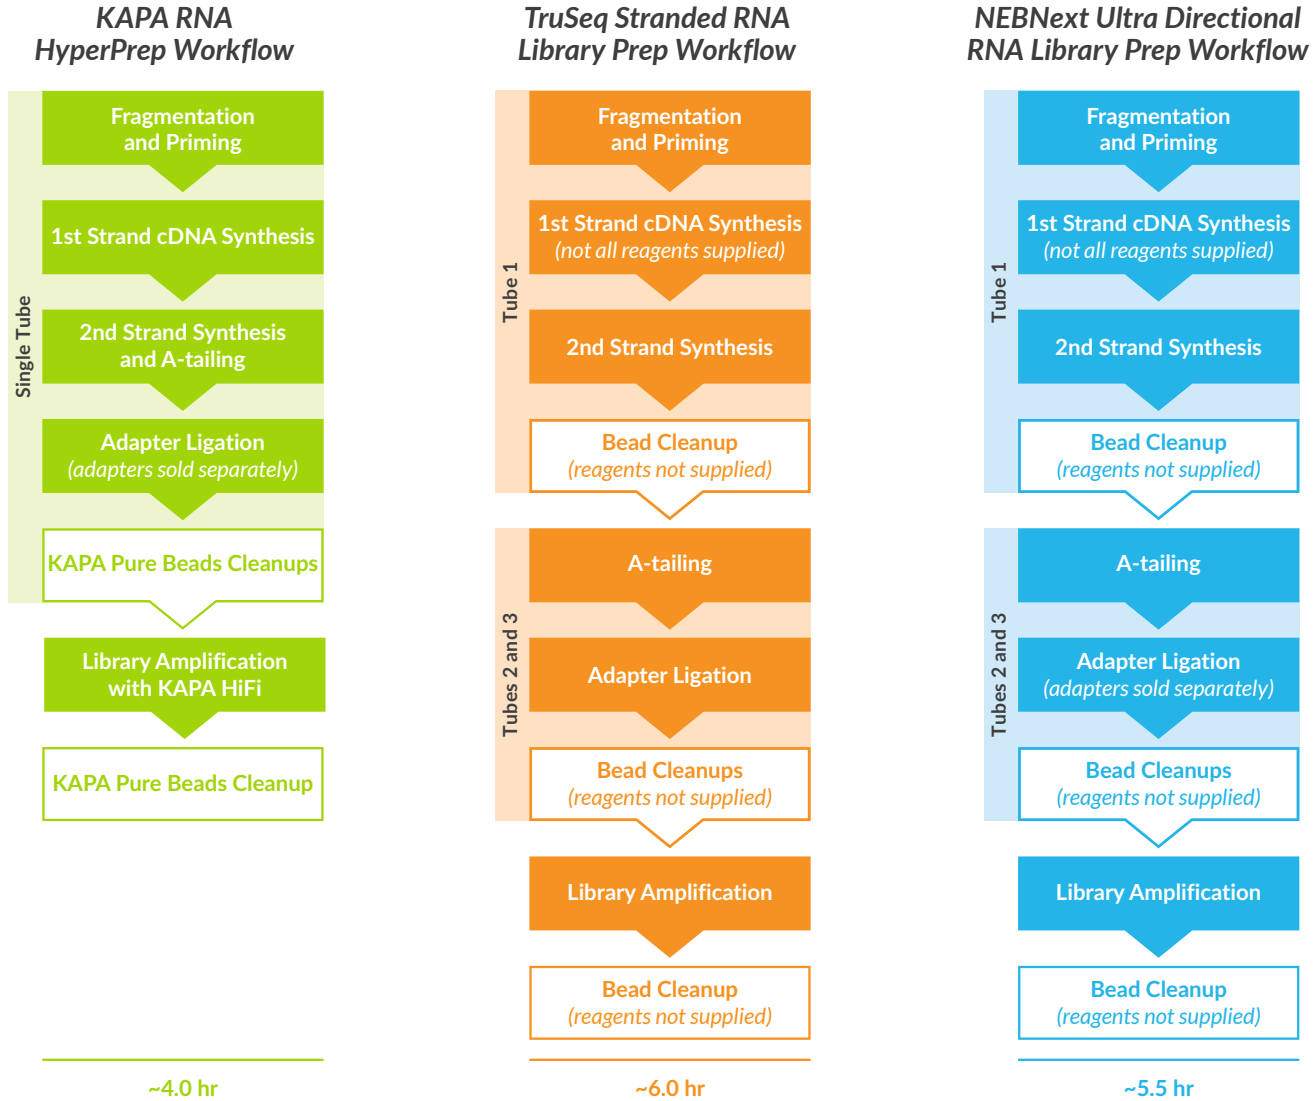 KAPA RNA
HyperPrep Workflow
Single Tube
Fragmentation
and Priming
1st Strand cDNA Synthesis
2nd Strand Synthesis
and A-tailing
Adapter Ligation
(adapters sold separately)
KAPA Pure Beads Cleanups
Library Amplification
with KAPA HiFi
KAPA Pure Beads Cleanup
~4.0 hr
TruSeq Stranded RNA
Library Prep Workflow
Tube 1
Fragmentation
and Priming
1st Strand cDNA Synthesis
(not all reagents supplied)
2nd Strand Synthesis
Bead Cleanup
(reagents not supplied)
Tubes 2 and 3
A-tailing
Adapter Ligation
Bead Cleanups
(reagents not supplied)
Library Amplification
Bead Cleanup
(reagents not supplied)
~6.0 hr
NEBNext Ultra Directional
RNA Library Prep Workflow
Tube 1
Fragmentation
and Priming
1st Strand cDNA Synthesis
(not all reagents supplied)
2nd Strand Synthesis
Bead Cleanup
(reagents not supplied)
Tubes 2 and 3
A-tailing
Adapter Ligation
(adapters sold separately)
Bead Cleanups
(reagents not supplied)
Library Amplification
Bead Cleanup
(reagents not supplied)
~5.5 hr